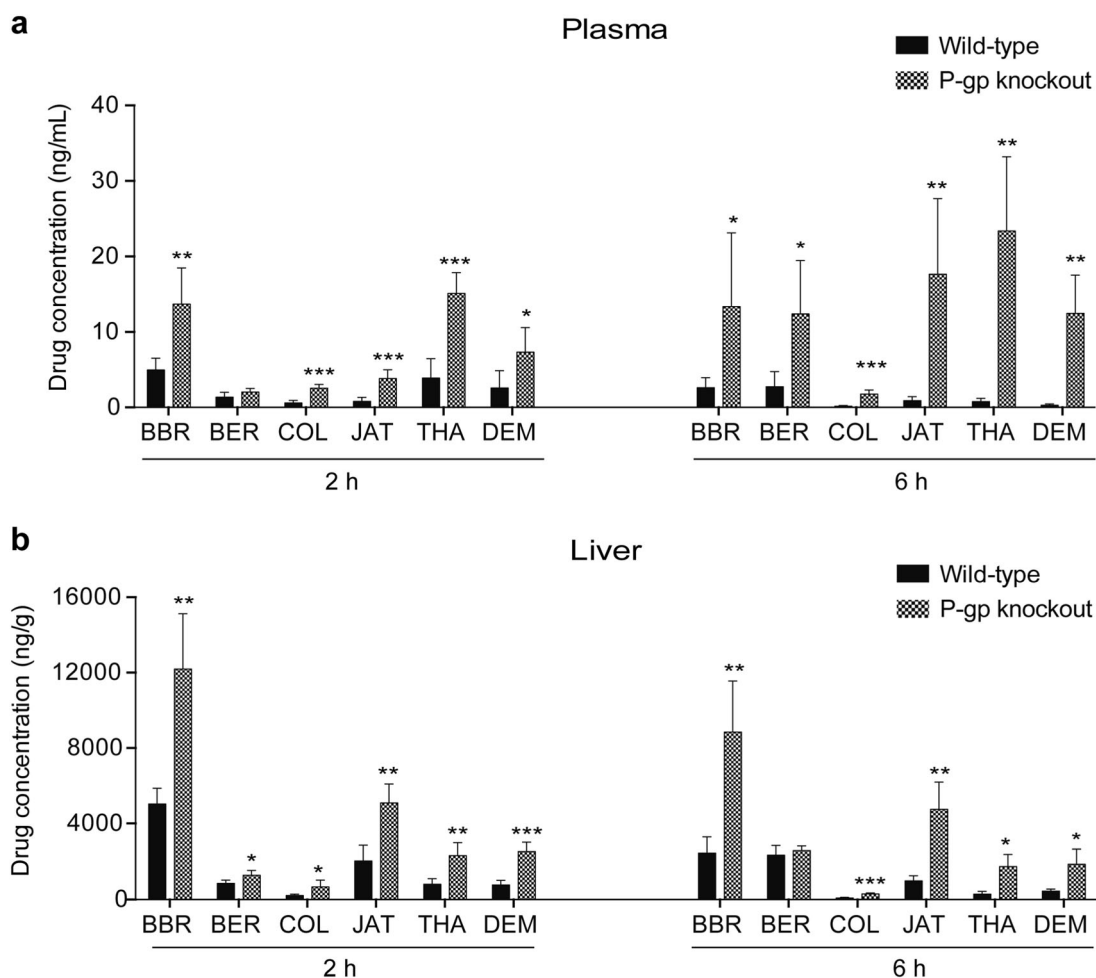 a
Plasma
Wild-type
P-gp knockout
Drug concentration (ng/mL)
40
30
20
10
0
** *** *** *** * * * *** ** ** **
BBR BER COL JAT THA DEM BBR BER COL JAT THA DEM
2 h 6 h
b
Liver
Wild-type
P-gp knockout
Drug concentration (ng/g)
16000
12000
8000
4000
0
** * * ** ** *** ** *** ** * *
BBR BER COL JAT THA DEM BBR BER COL JAT THA DEM
2 h 6 h